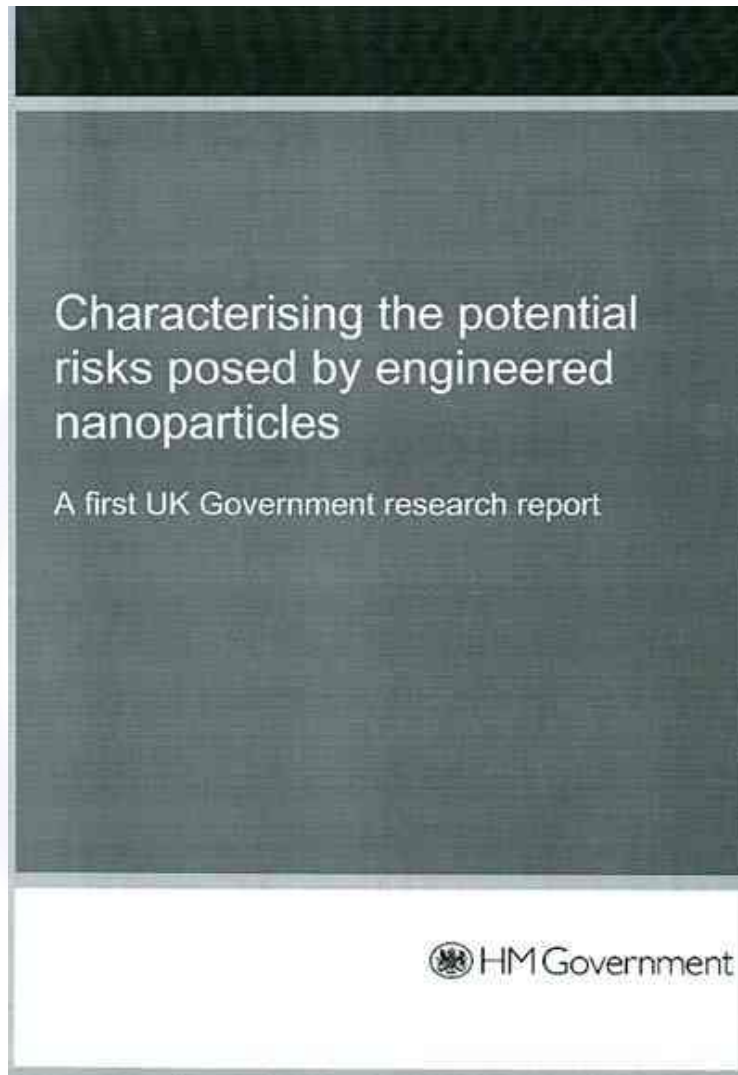 Characterising the potential
risks posed by engineered
nanoparticles
A first UK Government research report
HM Government